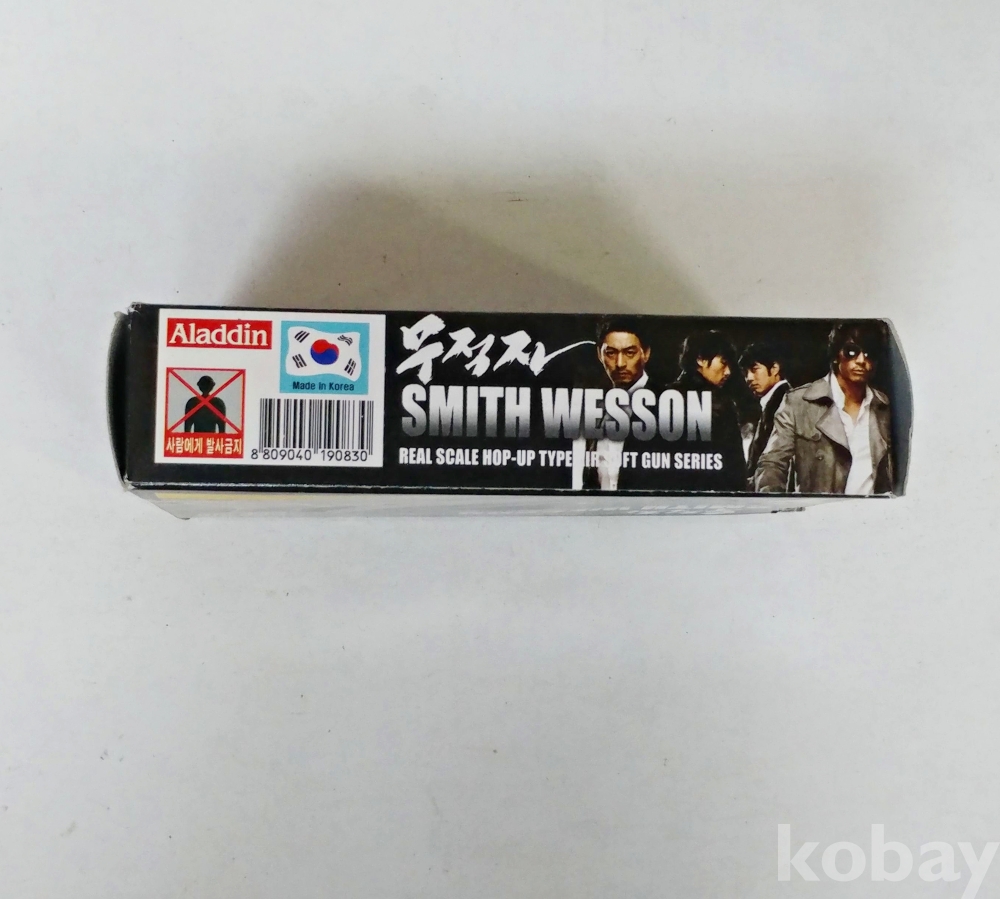 Aladdin
Made in Korea
사람에게 발사금지
8 809040 190830
무적자
SMITH WESSON
REAL SCALE HOP-UP TYPE AIR SOFT GUN SERIES
kobay